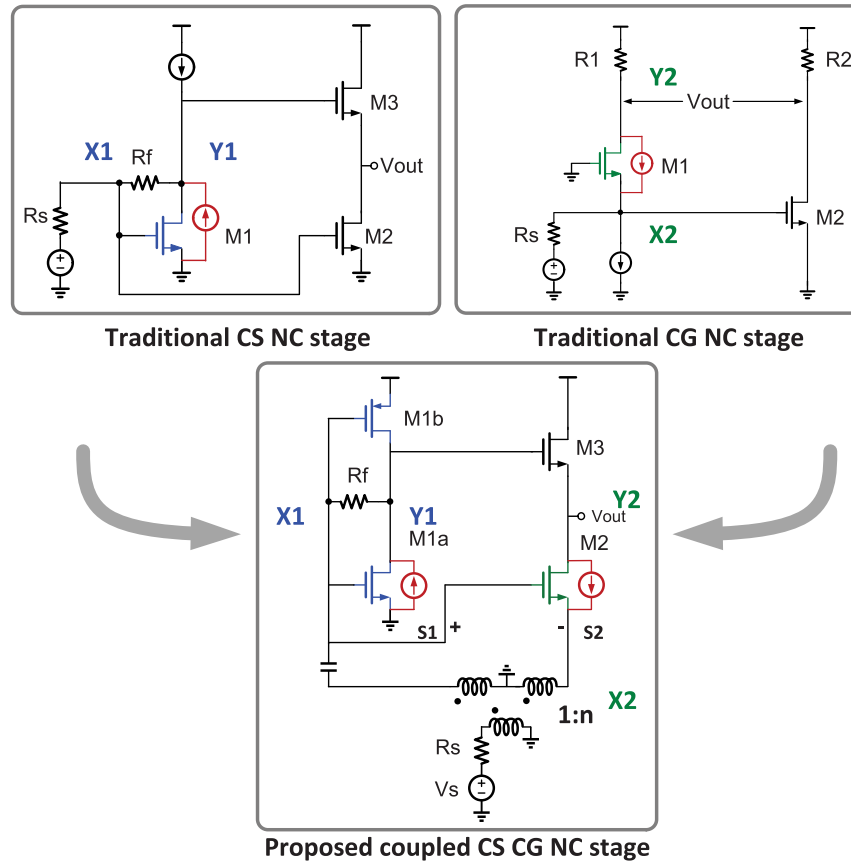 M3
X1
Rf
Y1
Vout
Rs
M1
M2
Traditional CS NC stage
R1
R2
Y2
Vout
M1
M2
X2
Rs
Traditional CG NC stage
M1b
M3
Rf
X1
Y1
Y2
Vout
M1a
M2
S1
+
-
S2
X2
1:n
Rs
Vs
Proposed coupled CS CG NC stage